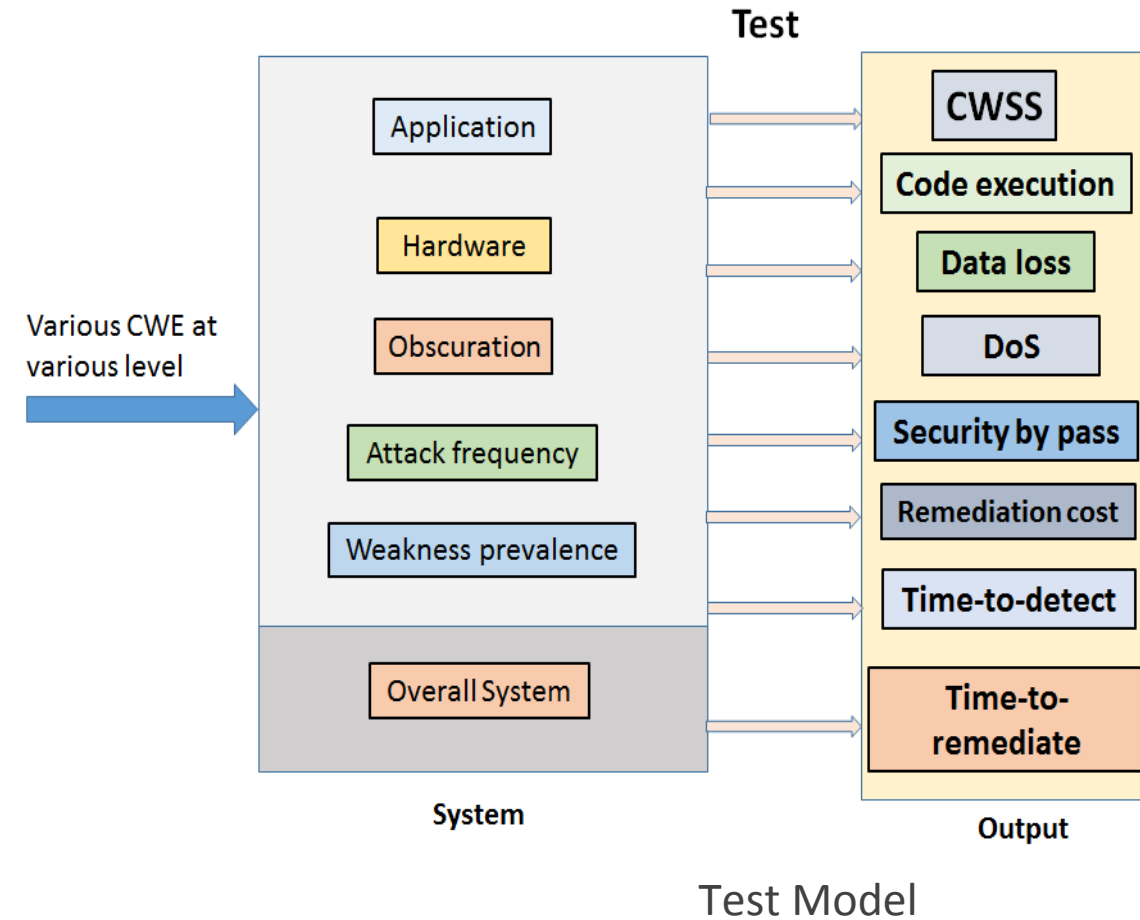 Test
Various CWE at
various level
Application
Hardware
Obscuration
Attack frequency
Weakness prevalence
Overall System
System
CWSS
Code execution
Data loss
DoS
Security by pass
Remediation cost
Time-to-detect
Time-to-
remediate
Output
Test Model